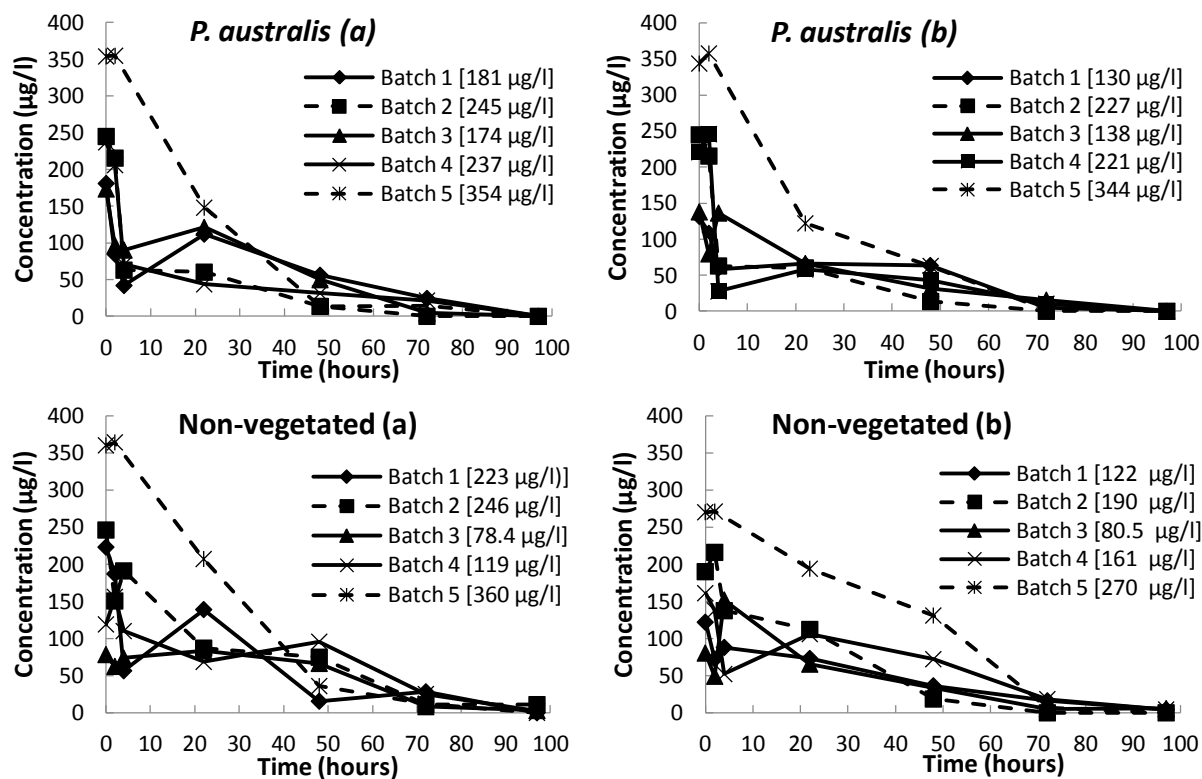 P. australis (a)
Concentration (µg/l)
400
350
300
250
200
150
100
50
0
Batch 1 [181 µg/l]
Batch 2 [245 µg/l]
Batch 3 [174 µg/l]
Batch 4 [237 µg/l]
Batch 5 [354 µg/l]
0 10 20 30 40 50 60 70 80 90 100
Time (hours)
P. australis (b)
Concentration (µg/l)
400
350
300
250
200
150
100
50
0
Batch 1 [130 µg/l]
Batch 2 [227 µg/l]
Batch 3 [138 µg/l]
Batch 4 [221 µg/l]
Batch 5 [344 µg/l]
0 10 20 30 40 50 60 70 80 90 100
Time (hours)
Non-vegetated (a)
Concentration (µg/l)
400
350
300
250
200
150
100
50
0
Batch 1 [223 µg/l)]
Batch 2 [246 µg/l]
Batch 3 [78.4 µg/l]
Batch 4 [119 µg/l]
Batch 5 [360 µg/l]
0 10 20 30 40 50 60 70 80 90 100
Time (hours)
Non-vegetated (b)
Concentration (µg/l)
400
350
300
250
200
150
100
50
0
Batch 1 [122 µg/l]
Batch 2 [190 µg/l]
Batch 3 [80.5 µg/l]
Batch 4 [161 µg/l]
Batch 5 [270 µg/l]
0 10 20 30 40 50 60 70 80 90 100
Time (hours)